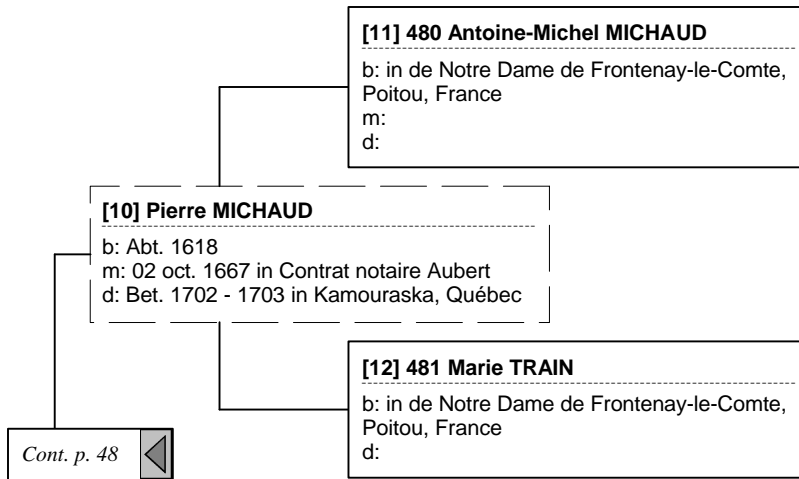 [11] 480 Antoine-Michel MICHAUD
b: in de Notre Dame de Frontenay-le-Comte,
Poitou, France
m:
d:
[10] Pierre MICHAUD
b: Abt. 1618
m: 02 oct. 1667 in Contrat notaire Aubert
d: Bet. 1702 - 1703 in Kamouraska, Québec
[12] 481 Marie TRAIN
b: in de Notre Dame de Frontenay-le-Comte,
Poitou, France
d:
Cont. p. 48